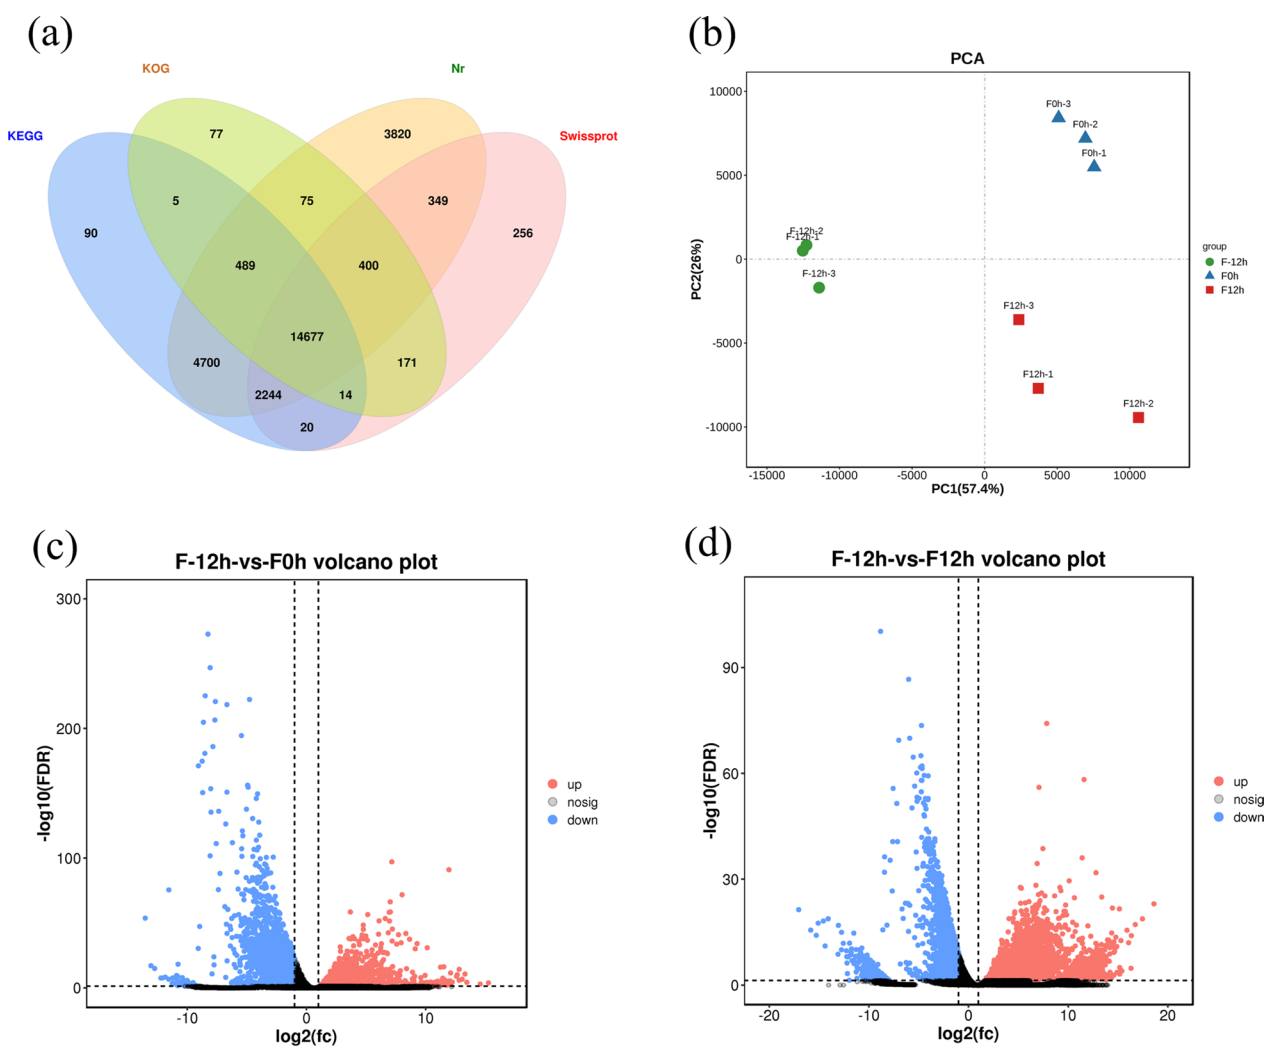 (a)
KOG
Nr
KEGG
Swissprot
77
3820
5
75
349
90
256
489
400
14677
4700
171
2244
14
20
(b)
PCA
10000
5000
0
-5000
-10000
PC2(26%)
F0h-3
F0h-2
F0h-1
F-12h-2
F-12h-1
F-12h-3
F12h-3
F12h-1
F12h-2
-15000
-10000
-5000
0
5000
10000
PC1(57.4%)
group
F-12h
F0h
F12h
(c)
F-12h-vs-F0h volcano plot
300
200
100
0
-log10(FDR)
-10
0
10
log2(fc)
up
nosig
down
(d)
F-12h-vs-F12h volcano plot
90
60
30
0
-log10(FDR)
-20
-10
0
10
20
log2(fc)
up
nosig
down